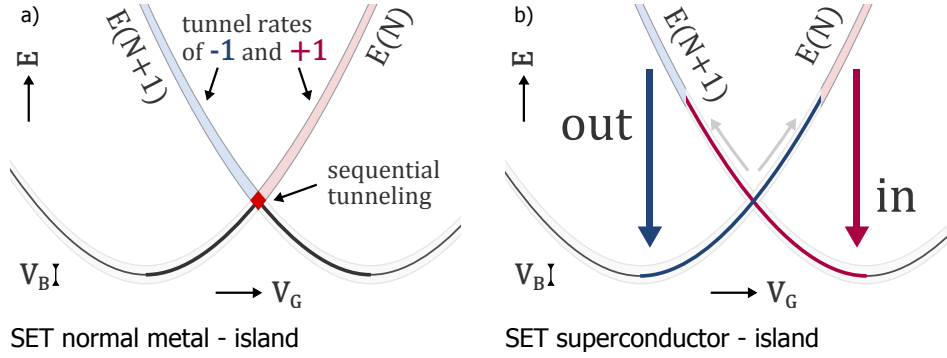 a)
E
E(N+1)
tunnel rates
of -1 and +1
E(N)
sequential
tunneling
V_B
V_G
SET normal metal - island
b)
E
E(N+1)
E(N)
out
in
V_B
V_G
SET superconductor - island